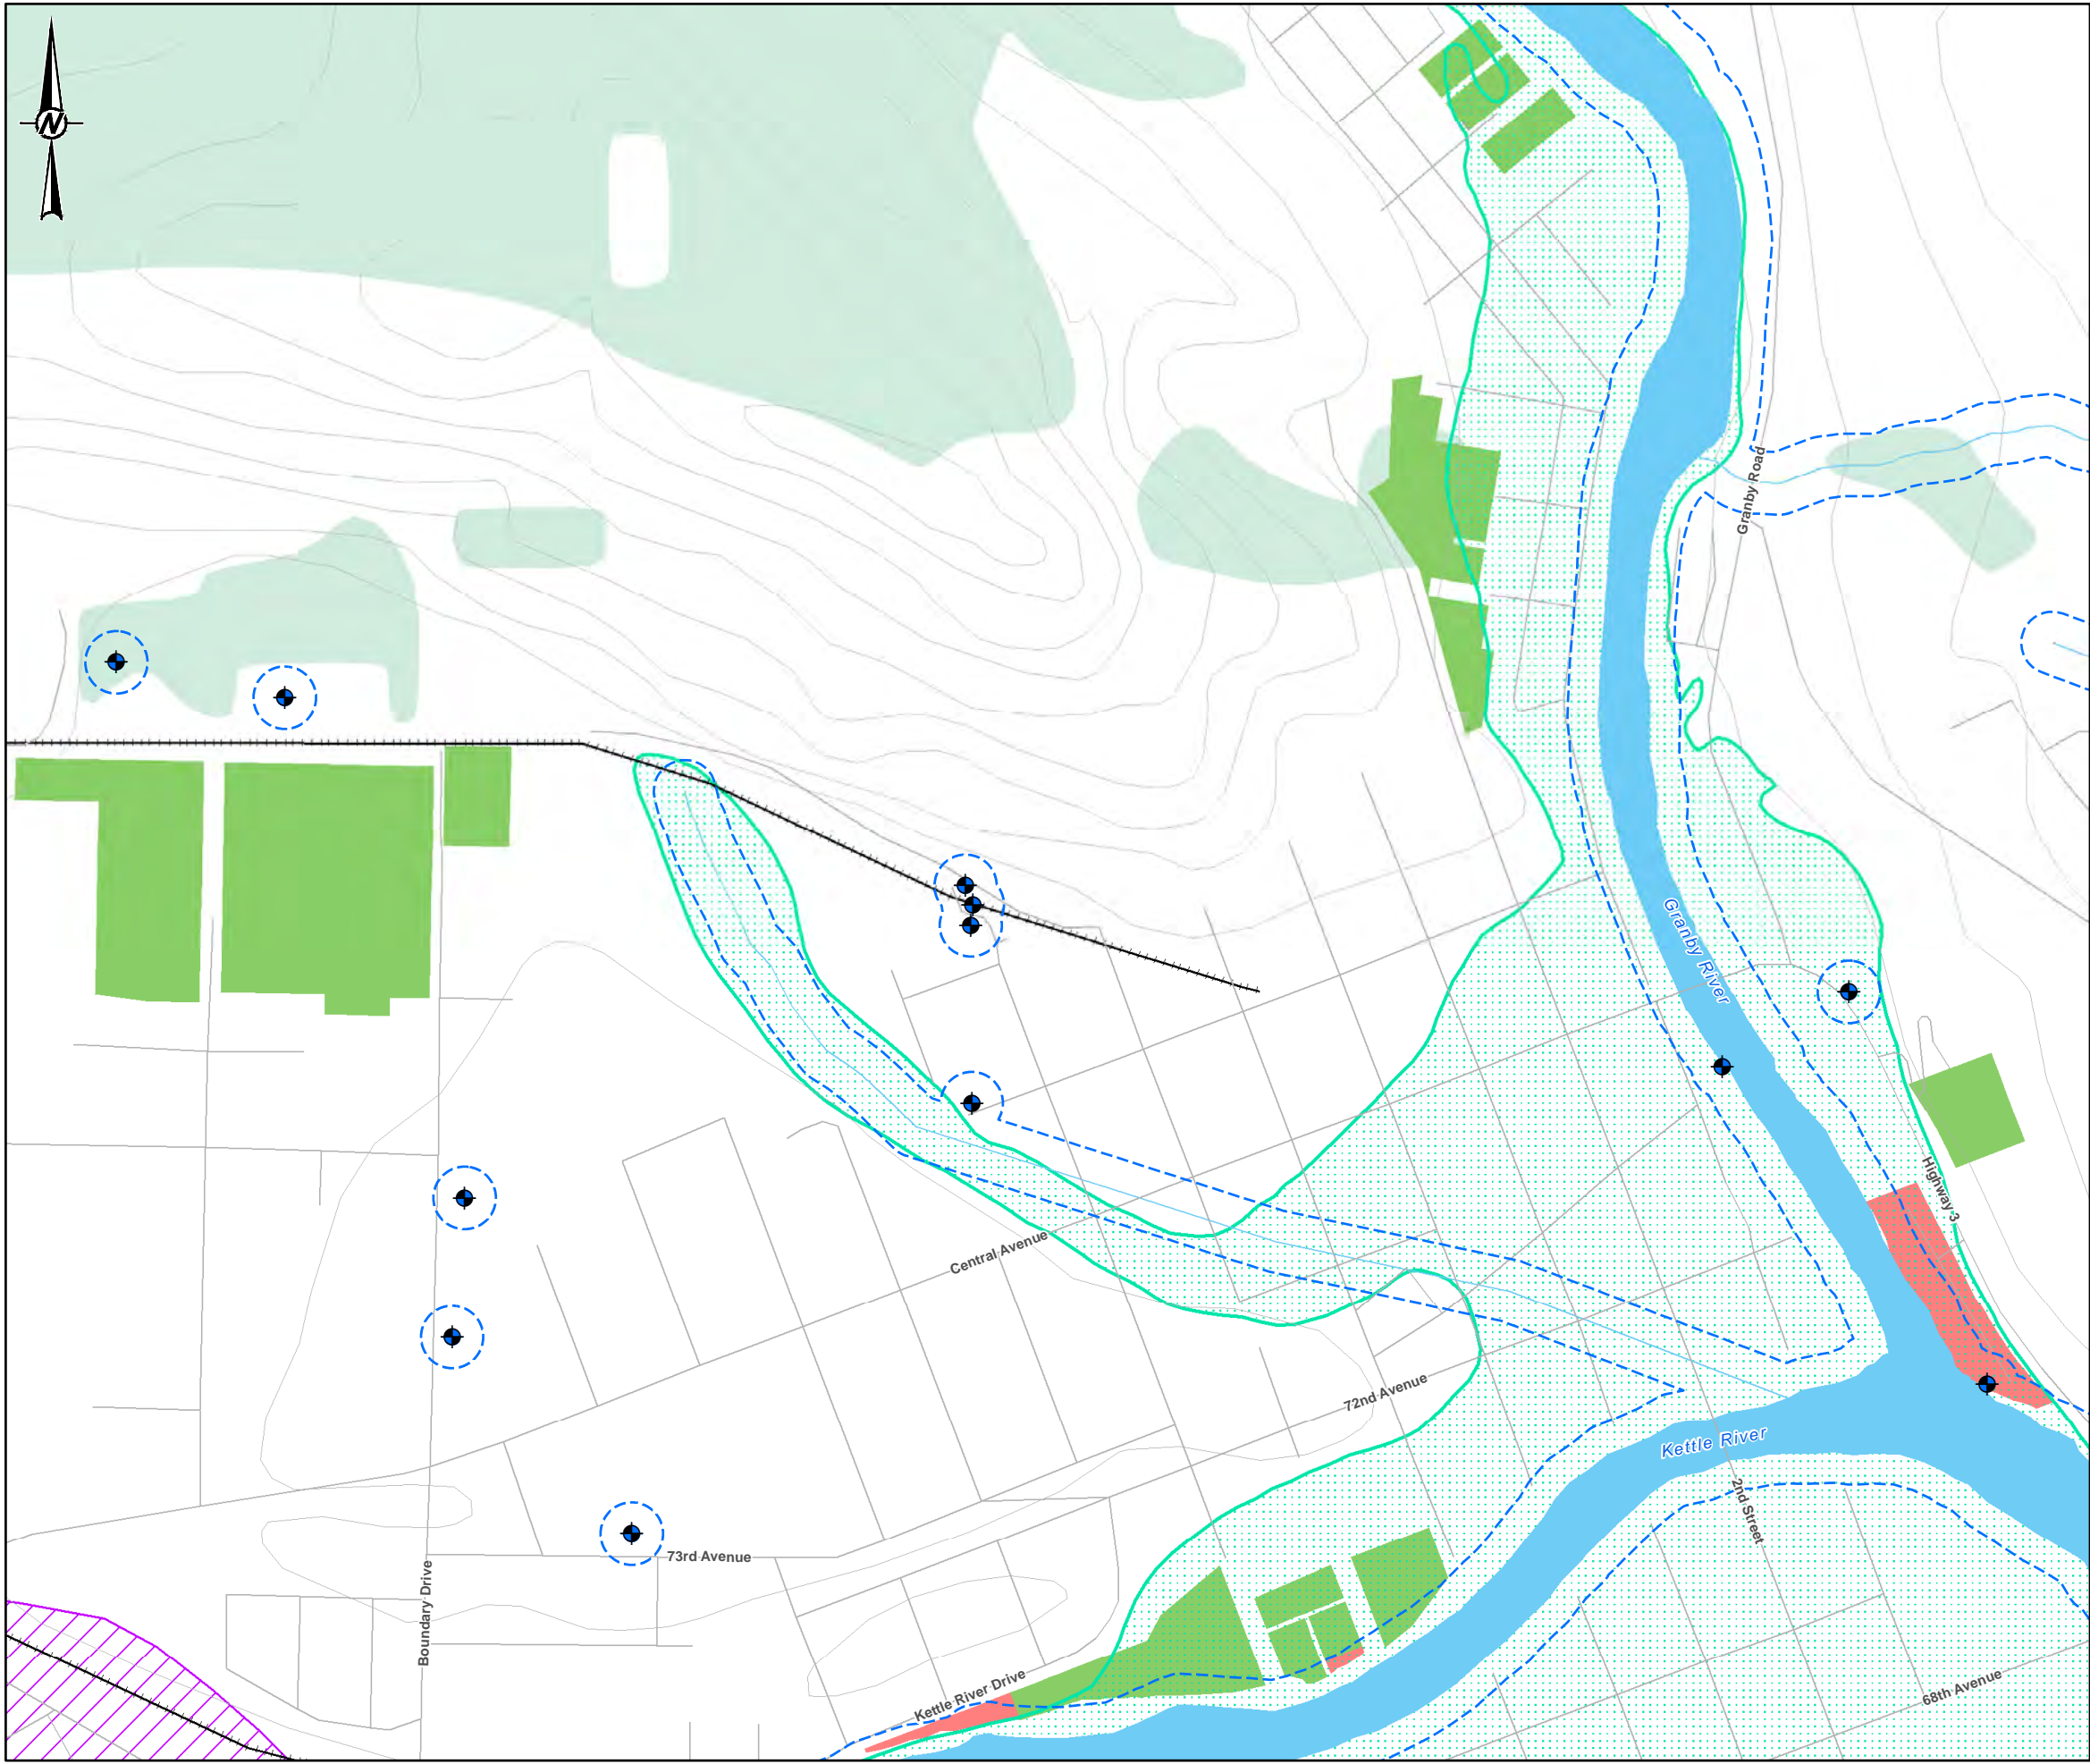 N
Granby Road
Granby River
Highway 3
Central Avenue
72nd Avenue
Kettle River
2nd Street
73rd Avenue
Boundary Drive
Kettle River Drive
68th Avenue